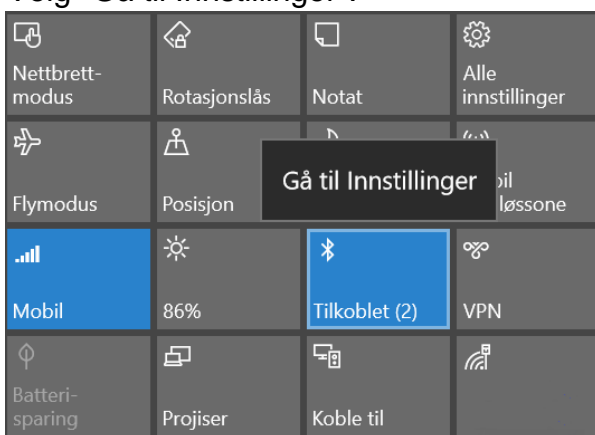 Nettbrett-
modus
Rotasjonslås
Notat
Alle
innstillinger
Flymodus
Posisjon
Gå til Innstillinger
Mobil
86%
Tilkoblet (2)
VPN
Batteri-
sparing
Projiser
Koble til